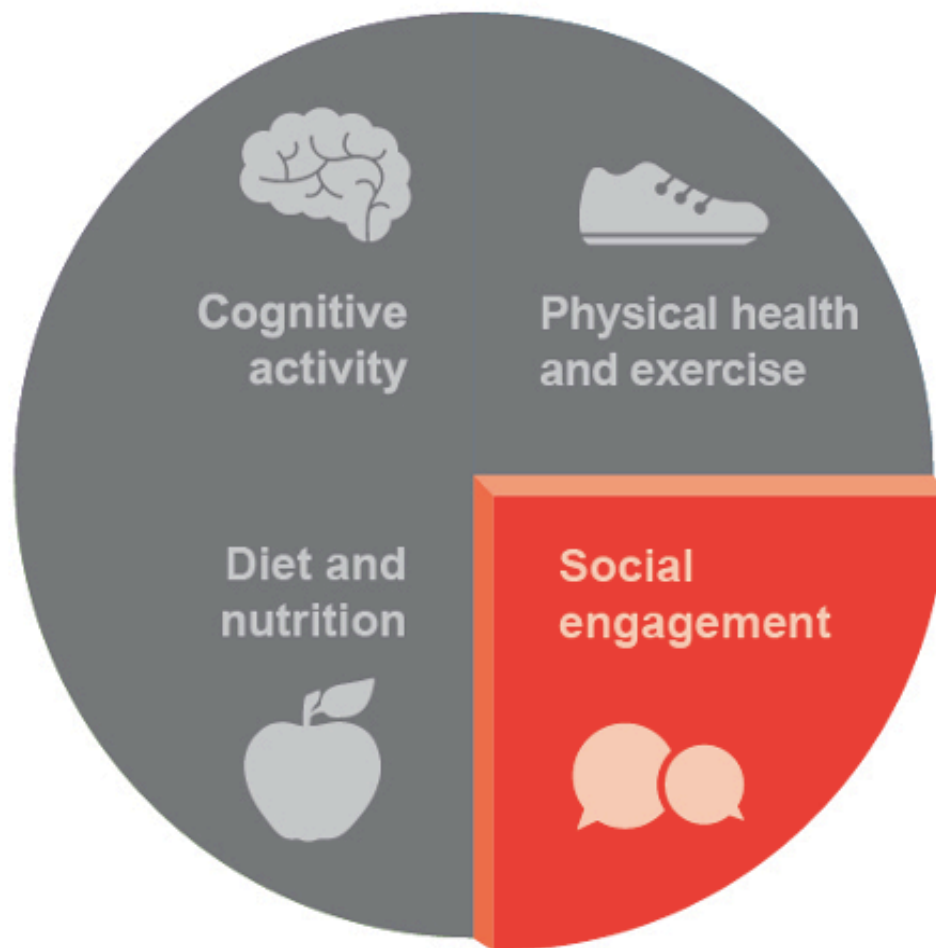 Cognitive
activity
Physical health
and exercise
Diet and
nutrition
Social
engagement